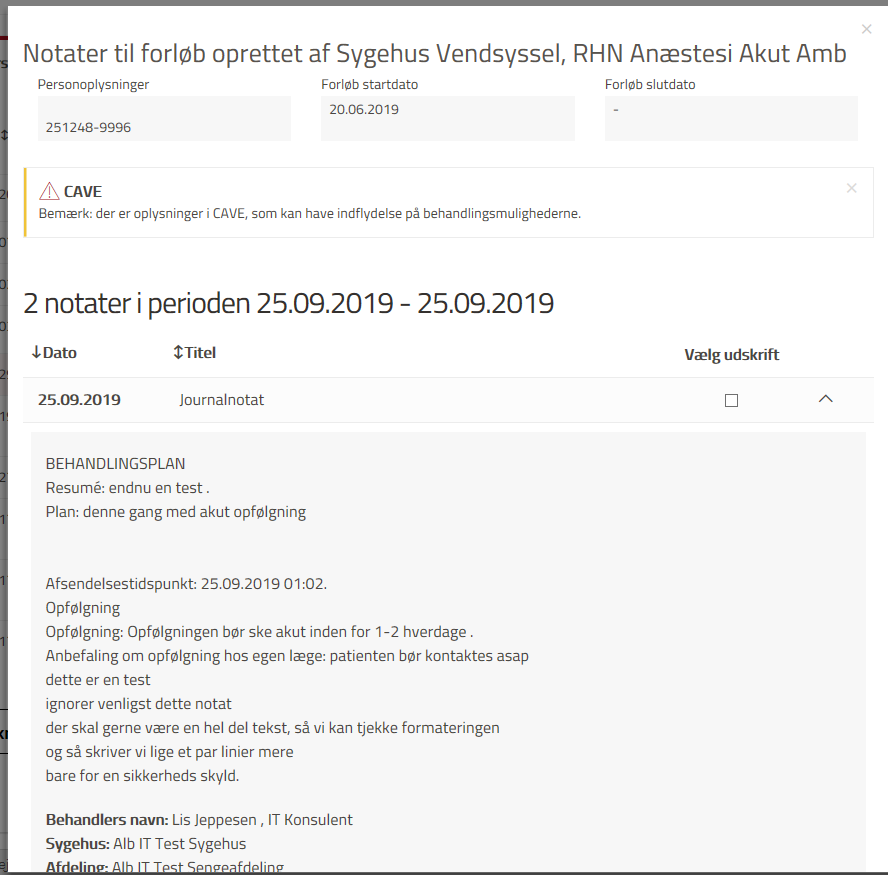 Notater til forløb oprettet af Sygehus Vendsyssel, RHN Anæstesi Akut Amb
Personoplysninger Forløb startdato Forløb slutdato
251248-9996 20.06.2019 -
CAVE
Bemærk: der er oplysninger i CAVE, som kan have indflydelse på behandlingsmulighederne.
2 notater i perioden 25.09.2019 - 25.09.2019
↓Dato ↕Titel Vælg udskrift
25.09.2019 Journalnotat
BEHANDLINGSPLAN
Resumé: endnu en test .
Plan: denne gang med akut opfølgning
Afsendelsestidspunkt: 25.09.2019 01:02.
Opfølgning
Opfølgning: Opfølgningen bør ske akut inden for 1-2 hverdage .
Anbefaling om opfølgning hos egen læge: patienten bør kontaktes asap
dette er en test
ignorer venligst dette notat
der skal gerne være en hel del tekst, så vi kan tjekke formateringen
og så skriver vi lige et par linier mere
bare for en sikkerheds skyld.
Behandlers navn: Lis Jeppesen , IT Konsulent
Sygehus: Alb IT Test Sygehus
Afdeling: Alb IT Test Sengeafdeling